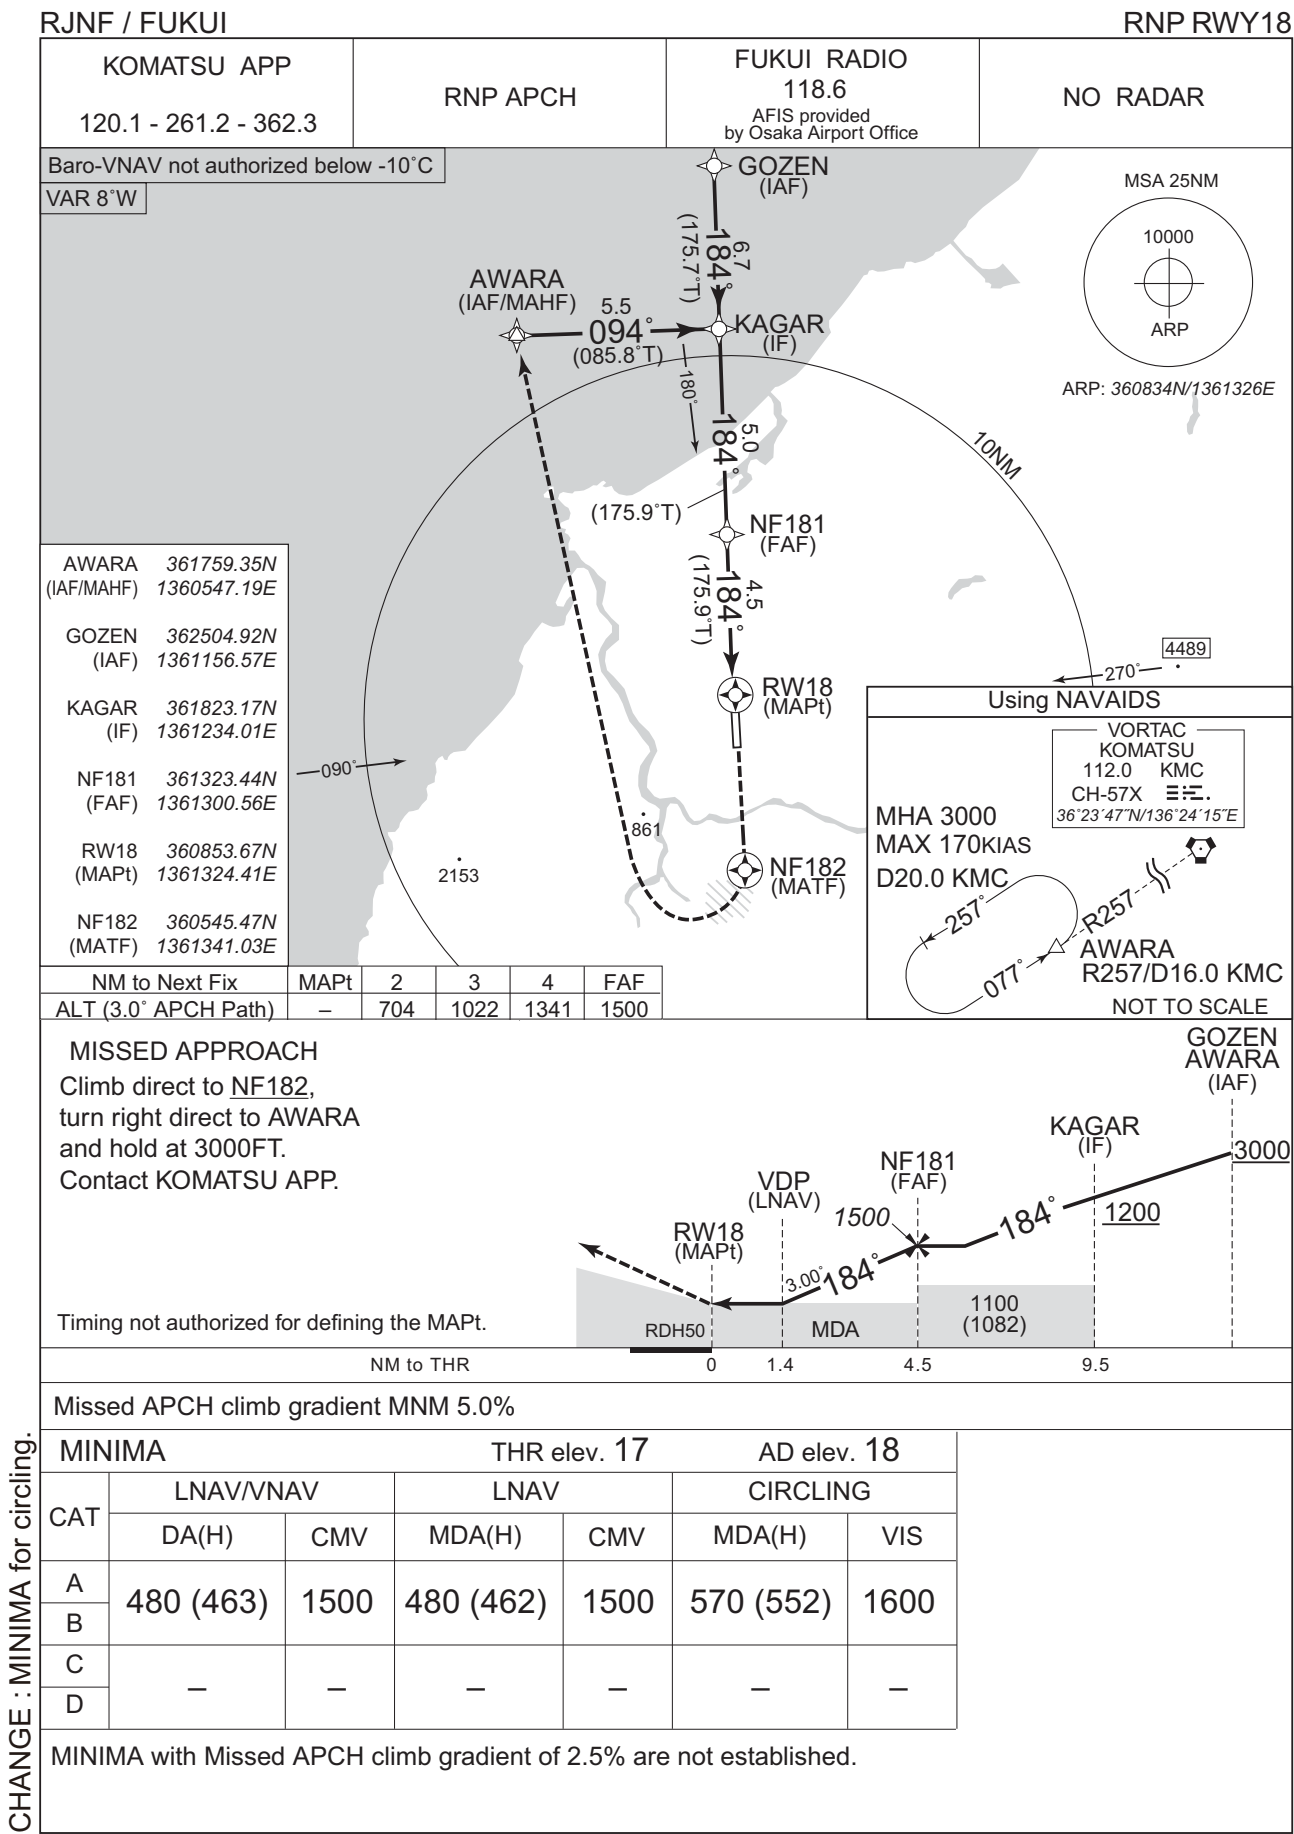 RJNF / FUKUI
RNP RWY18
KOMATSU APP
120.1 - 261.2 - 362.3
RNP APCH
FUKUI RADIO
118.6
AFIS provided
by Osaka Airport Office
NO RADAR
Baro-VNAV not authorized below -10˚C
VAR 8˚W
GOZEN
(IAF)
6.7
184˚
(175.7˚T)
MSA 25NM
10000
ARP
ARP: 360834N/1361326E
AWARA
(IAF/MAHF)
5.5
094˚
(085.8˚T)
KAGAR
(IF)
180˚
5.0
184˚
10NM
(175.9˚T)
NF181
(FAF)
4.5
184˚
(175.9˚T)
RW18
(MAPt)
4489
270˚
090˚
861
2153
NF182
(MATF)
AWARA 361759.35N
(IAF/MAHF) 1360547.19E
GOZEN 362504.92N
(IAF) 1361156.57E
KAGAR 361823.17N
(IF) 1361234.01E
NF181 361323.44N
(FAF) 1361300.56E
RW18 360853.67N
(MAPt) 1361324.41E
NF182 360545.47N
(MATF) 1361341.03E
Using NAVAIDS
VORTAC
KOMATSU
112.0 KMC
CH-57X
36˚23´47˝N/136˚24´15˝E
MHA 3000
MAX 170KIAS
D20.0 KMC
257˚
077˚
R257
AWARA
R257/D16.0 KMC
NOT TO SCALE
NM to Next Fix MAPt 2 3 4 FAF
ALT (3.0˚ APCH Path) – 704 1022 1341 1500
MISSED APPROACH
Climb direct to NF182,
turn right direct to AWARA
and hold at 3000FT.
Contact KOMATSU APP.
Timing not authorized for defining the MAPt.
GOZEN
AWARA
(IAF)
3000
KAGAR
(IF)
1200
184˚
NF181
(FAF)
1500
VDP
(LNAV)
3.00˚
184˚
RW18
(MAPt)
RDH50
MDA
1100
(1082)
NM to THR 0 1.4 4.5 9.5
Missed APCH climb gradient MNM 5.0%
MINIMA THR elev. 17 AD elev. 18
CAT LNAV/VNAV LNAV CIRCLING
DA(H) CMV MDA(H) CMV MDA(H) VIS
A
B
480 (463) 1500 480 (462) 1500 570 (552) 1600
C
D
– – – – – –
MINIMA with Missed APCH climb gradient of 2.5% are not established.
CHANGE : MINIMA for circling.